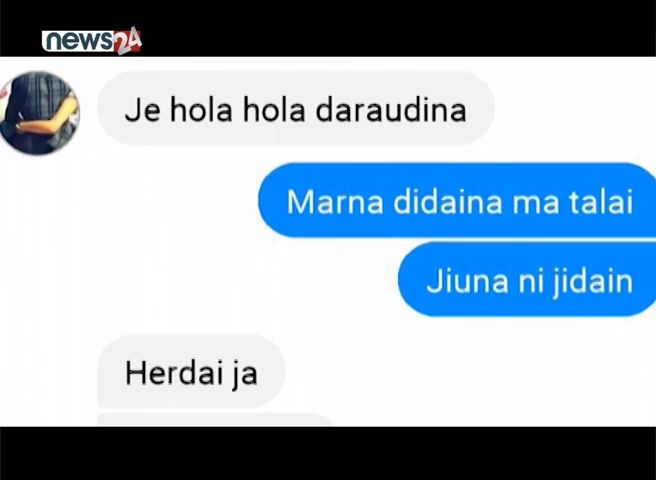 news24
Je hola hola daraudina
Marna didaina ma talai
Jiuna ni jidain
Herdai ja